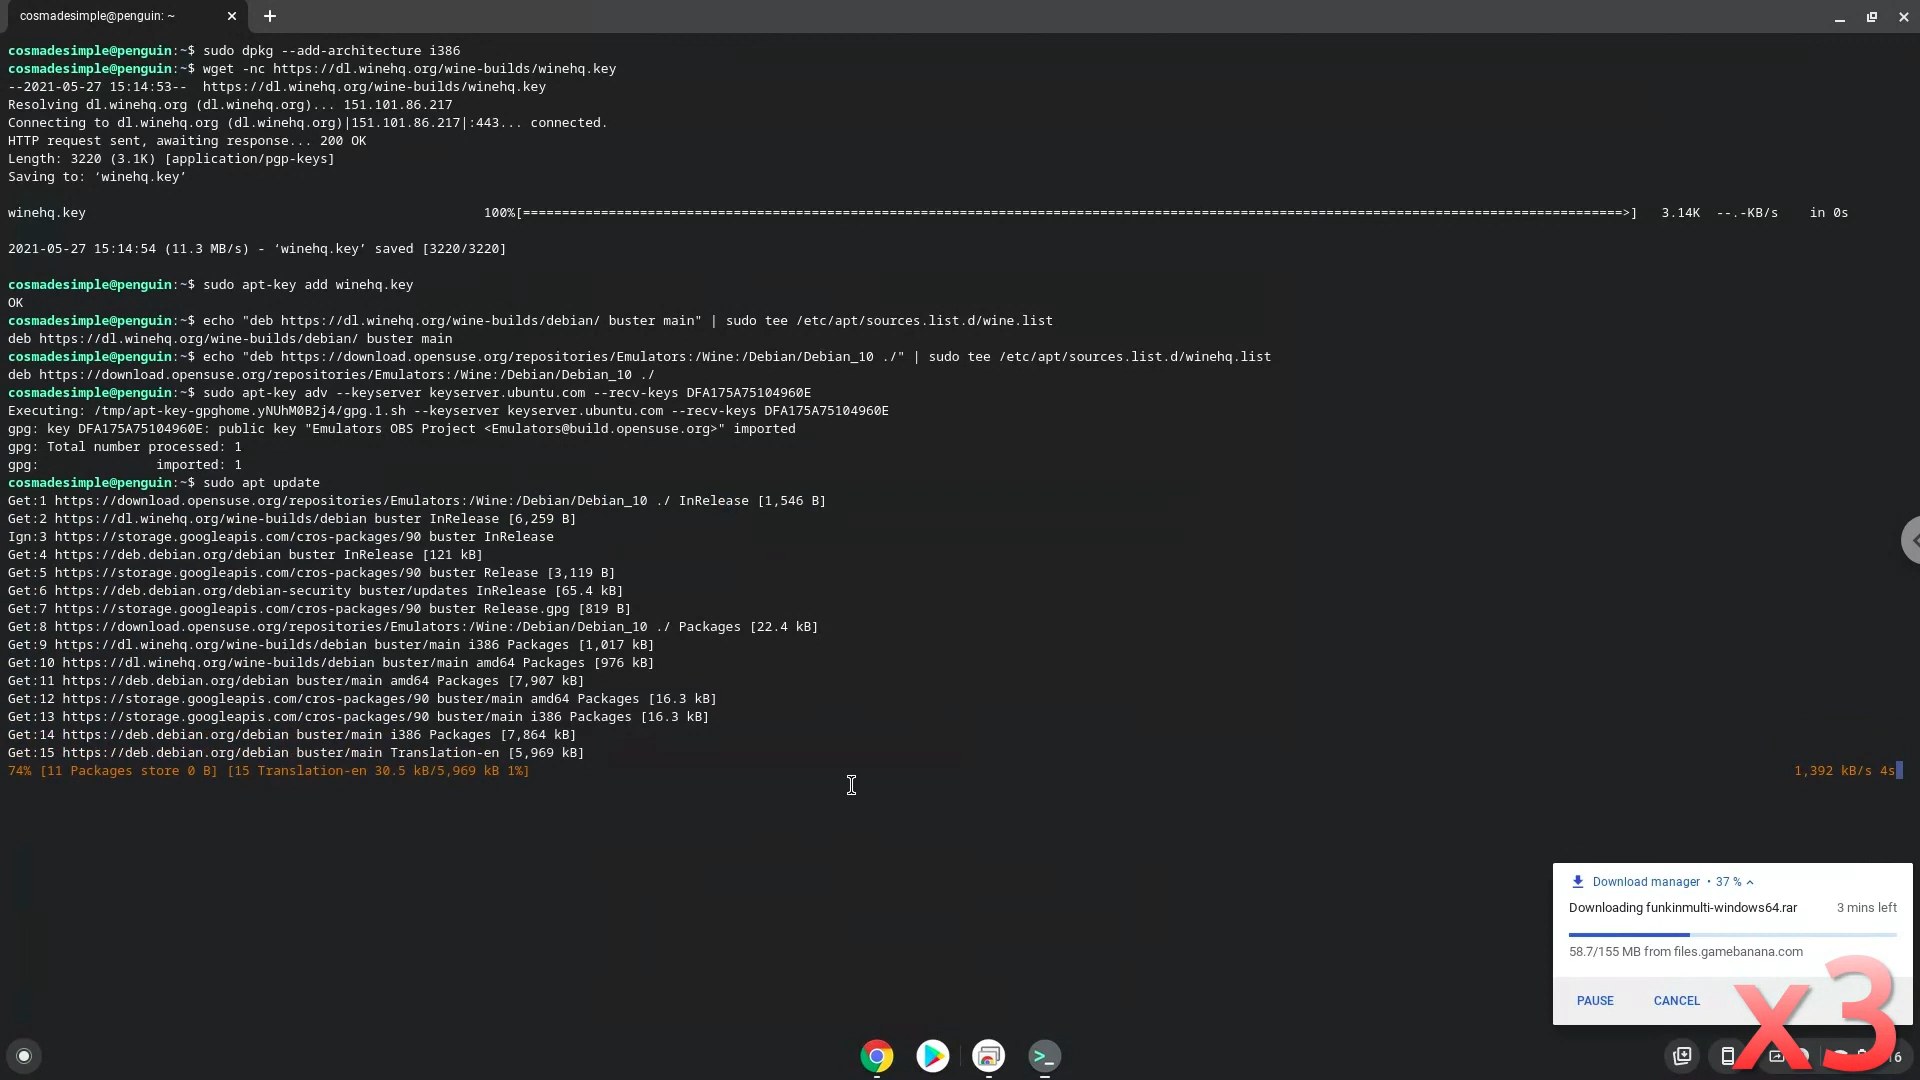 cosmadesimple@penguin: ~
cosmadesimple@penguin:~$ sudo dpkg --add-architecture i386
cosmadesimple@penguin:~$ wget -nc https://dl.winehq.org/wine-builds/winehq.key
--2021-05-27 15:14:53--  https://dl.winehq.org/wine-builds/winehq.key
Resolving dl.winehq.org (dl.winehq.org)... 151.101.86.217
Connecting to dl.winehq.org (dl.winehq.org)|151.101.86.217|:443... connected.
HTTP request sent, awaiting response... 200 OK
Length: 3220 (3.1K) [application/pgp-keys]
Saving to: ‘winehq.key’
winehq.key 100%[=============================================================================================================================================>] 3.14K --.-KB/s in 0s
2021-05-27 15:14:54 (11.3 MB/s) - ‘winehq.key’ saved [3220/3220]
cosmadesimple@penguin:~$ sudo apt-key add winehq.key
OK
cosmadesimple@penguin:~$ echo "deb https://dl.winehq.org/wine-builds/debian/ buster main" | sudo tee /etc/apt/sources.list.d/wine.list
deb https://dl.winehq.org/wine-builds/debian/ buster main
cosmadesimple@penguin:~$ echo "deb https://download.opensuse.org/repositories/Emulators:/Wine:/Debian/Debian_10 ./" | sudo tee /etc/apt/sources.list.d/winehq.list
deb https://download.opensuse.org/repositories/Emulators:/Wine:/Debian/Debian_10 ./
cosmadesimple@penguin:~$ sudo apt-key adv --keyserver keyserver.ubuntu.com --recv-keys DFA175A75104960E
Executing: /tmp/apt-key-gpghome.yNUhM0B2j4/gpg.1.sh --keyserver keyserver.ubuntu.com --recv-keys DFA175A75104960E
gpg: key DFA175A75104960E: public key "Emulators OBS Project <Emulators@build.opensuse.org>" imported
gpg: Total number processed: 1
gpg:               imported: 1
cosmadesimple@penguin:~$ sudo apt update
Get:1 https://download.opensuse.org/repositories/Emulators:/Wine:/Debian/Debian_10 ./ InRelease [1,546 B]
Get:2 https://dl.winehq.org/wine-builds/debian buster InRelease [6,259 B]
Ign:3 https://storage.googleapis.com/cros-packages/90 buster InRelease
Get:4 https://deb.debian.org/debian buster InRelease [121 kB]
Get:5 https://storage.googleapis.com/cros-packages/90 buster Release [3,119 B]
Get:6 https://deb.debian.org/debian-security buster/updates InRelease [65.4 kB]
Get:7 https://storage.googleapis.com/cros-packages/90 buster Release.gpg [819 B]
Get:8 https://download.opensuse.org/repositories/Emulators:/Wine:/Debian/Debian_10 ./ Packages [22.4 kB]
Get:9 https://dl.winehq.org/wine-builds/debian buster/main i386 Packages [1,017 kB]
Get:10 https://dl.winehq.org/wine-builds/debian buster/main amd64 Packages [976 kB]
Get:11 https://deb.debian.org/debian buster/main amd64 Packages [7,907 kB]
Get:12 https://storage.googleapis.com/cros-packages/90 buster/main amd64 Packages [16.3 kB]
Get:13 https://storage.googleapis.com/cros-packages/90 buster/main i386 Packages [16.3 kB]
Get:14 https://deb.debian.org/debian buster/main i386 Packages [7,864 kB]
Get:15 https://deb.debian.org/debian buster/main Translation-en [5,969 kB]
74% [11 Packages store 0 B] [15 Translation-en 30.5 kB/5,969 kB 1%] 1,392 kB/s 4s
Download manager • 37 %
Downloading funkinmulti-windows64.rar 3 mins left
58.7/155 MB from files.gamebanana.com
PAUSE CANCEL
x3